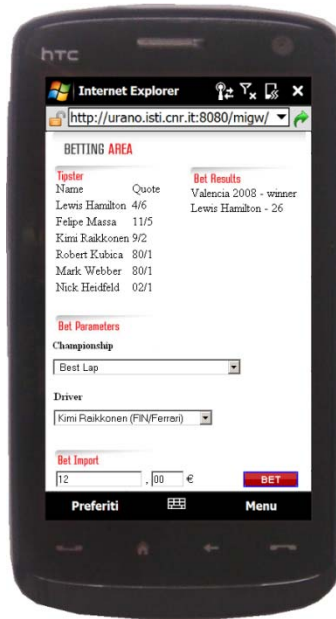 hTC
Internet Explorer
http://urano.isti.cnr.it:8080/migw/
BETTING AREA
Tipster
Name Quote
Lewis Hamilton 4/6
Felipe Massa 11/5
Kimi Raikkonen 9/2
Robert Kubica 80/1
Mark Webber 80/1
Nick Heidfeld 02/1
Bet Results
Valencia 2008 - winner
Lewis Hamilton - 26
Bet Parameters
Championship
Best Lap
Driver
Kimi Raikkonen (FIN/Ferrari)
Bet Import
12 , 00 €
BET
Preferiti Menu